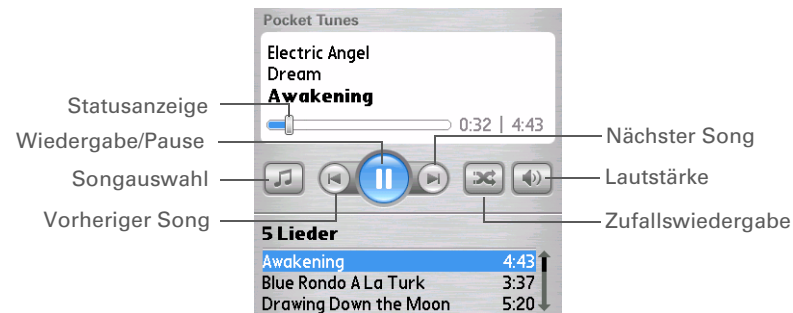 Pocket Tunes
Electric Angel
Dream
Awakening
0:32 | 4:43
Statusanzeige
Wiedergabe/Pause
Songauswahl
Vorheriger Song
Nächster Song
Lautstärke
Zufallswiedergabe
5 Lieder
Awakening 4:43
Blue Rondo A La Turk 3:37
Drawing Down the Moon 5:20